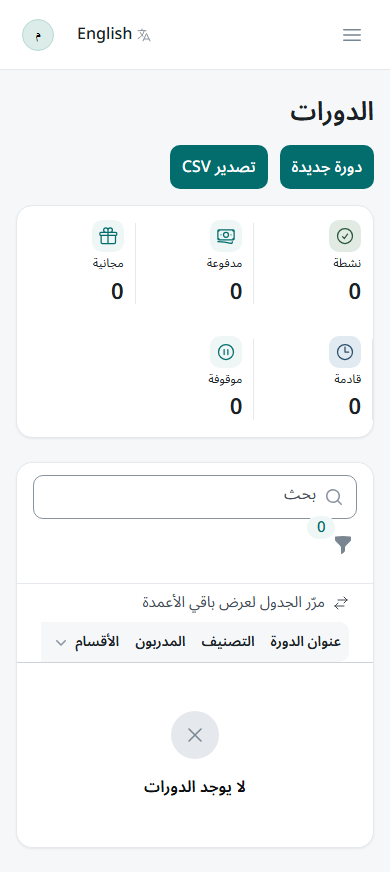 English
م
الدورات
دورة جديدة
تصدير CSV
نشطة
0
مدفوعة
0
مجانية
0
قادمة
0
موقوفة
0
بحث
0
مرّر الجدول لعرض باقي الأعمدة
عنوان الدورة التصنيف المدربون الأقسام
لا يوجد الدورات